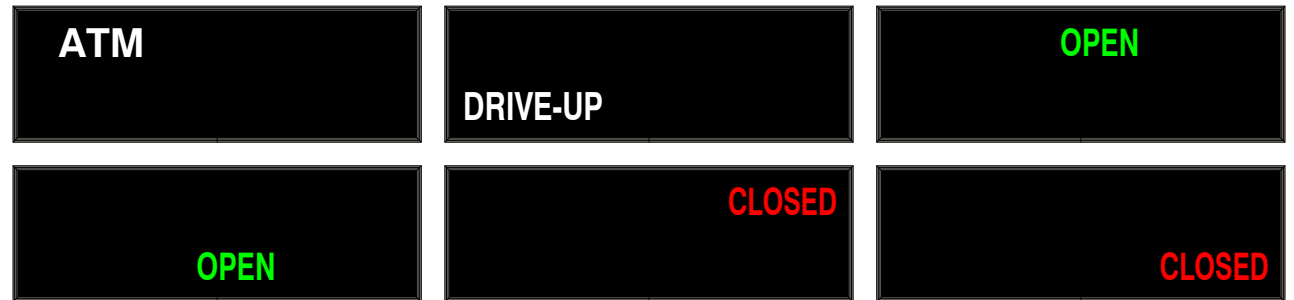 ATM
DRIVE-UP
OPEN
OPEN
CLOSED
CLOSED